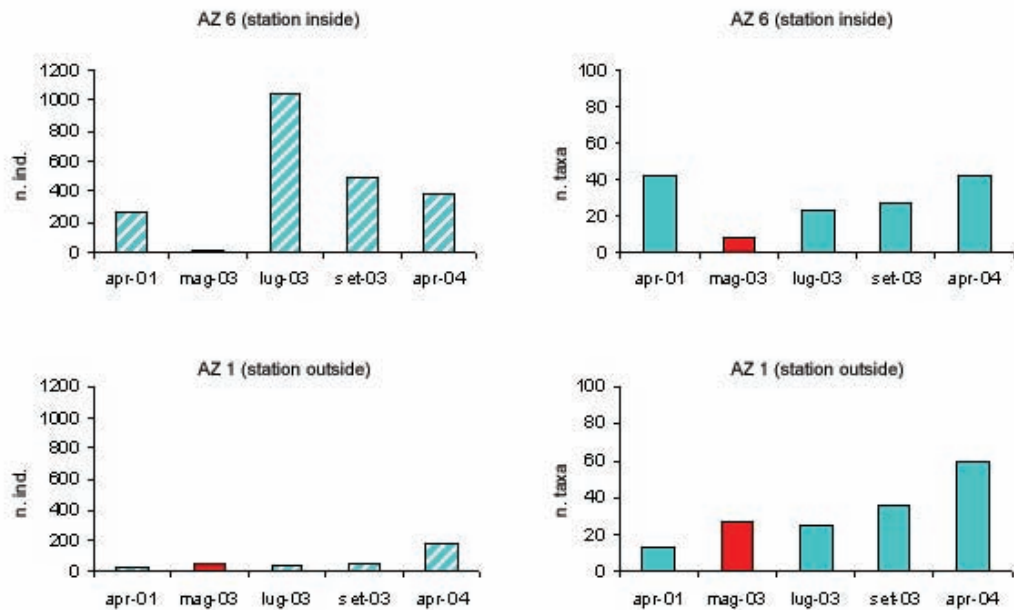 AZ 6 (station inside)
n. ind.
1200
1000
800
600
400
200
0
apr-01 mag-03 lug-03 set-03 apr-04
AZ 6 (station inside)
n. taxa
100
80
60
40
20
0
apr-01 mag-03 lug-03 set-03 apr-04
AZ 1 (station outside)
n. ind.
1200
1000
800
600
400
200
0
apr-01 mag-03 lug-03 set-03 apr-04
AZ 1 (station outside)
n. taxa
100
80
60
40
20
0
apr-01 mag-03 lug-03 set-03 apr-04